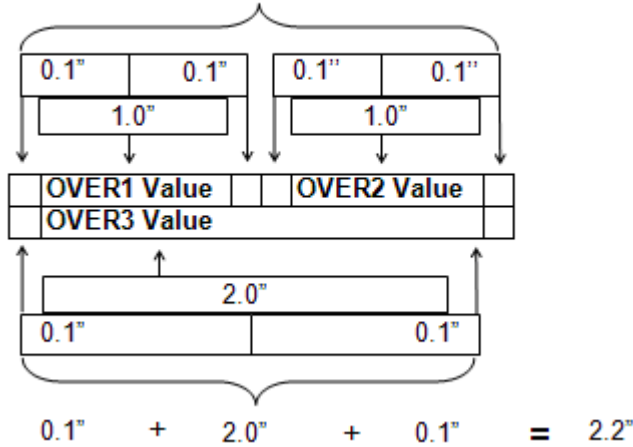 0.1” 0.1” 0.1'' 0.1''
1.0” 1.0”
OVER1 Value OVER2 Value
OVER3 Value
2.0”
0.1” 0.1”
0.1” + 2.0” + 0.1” = 2.2”